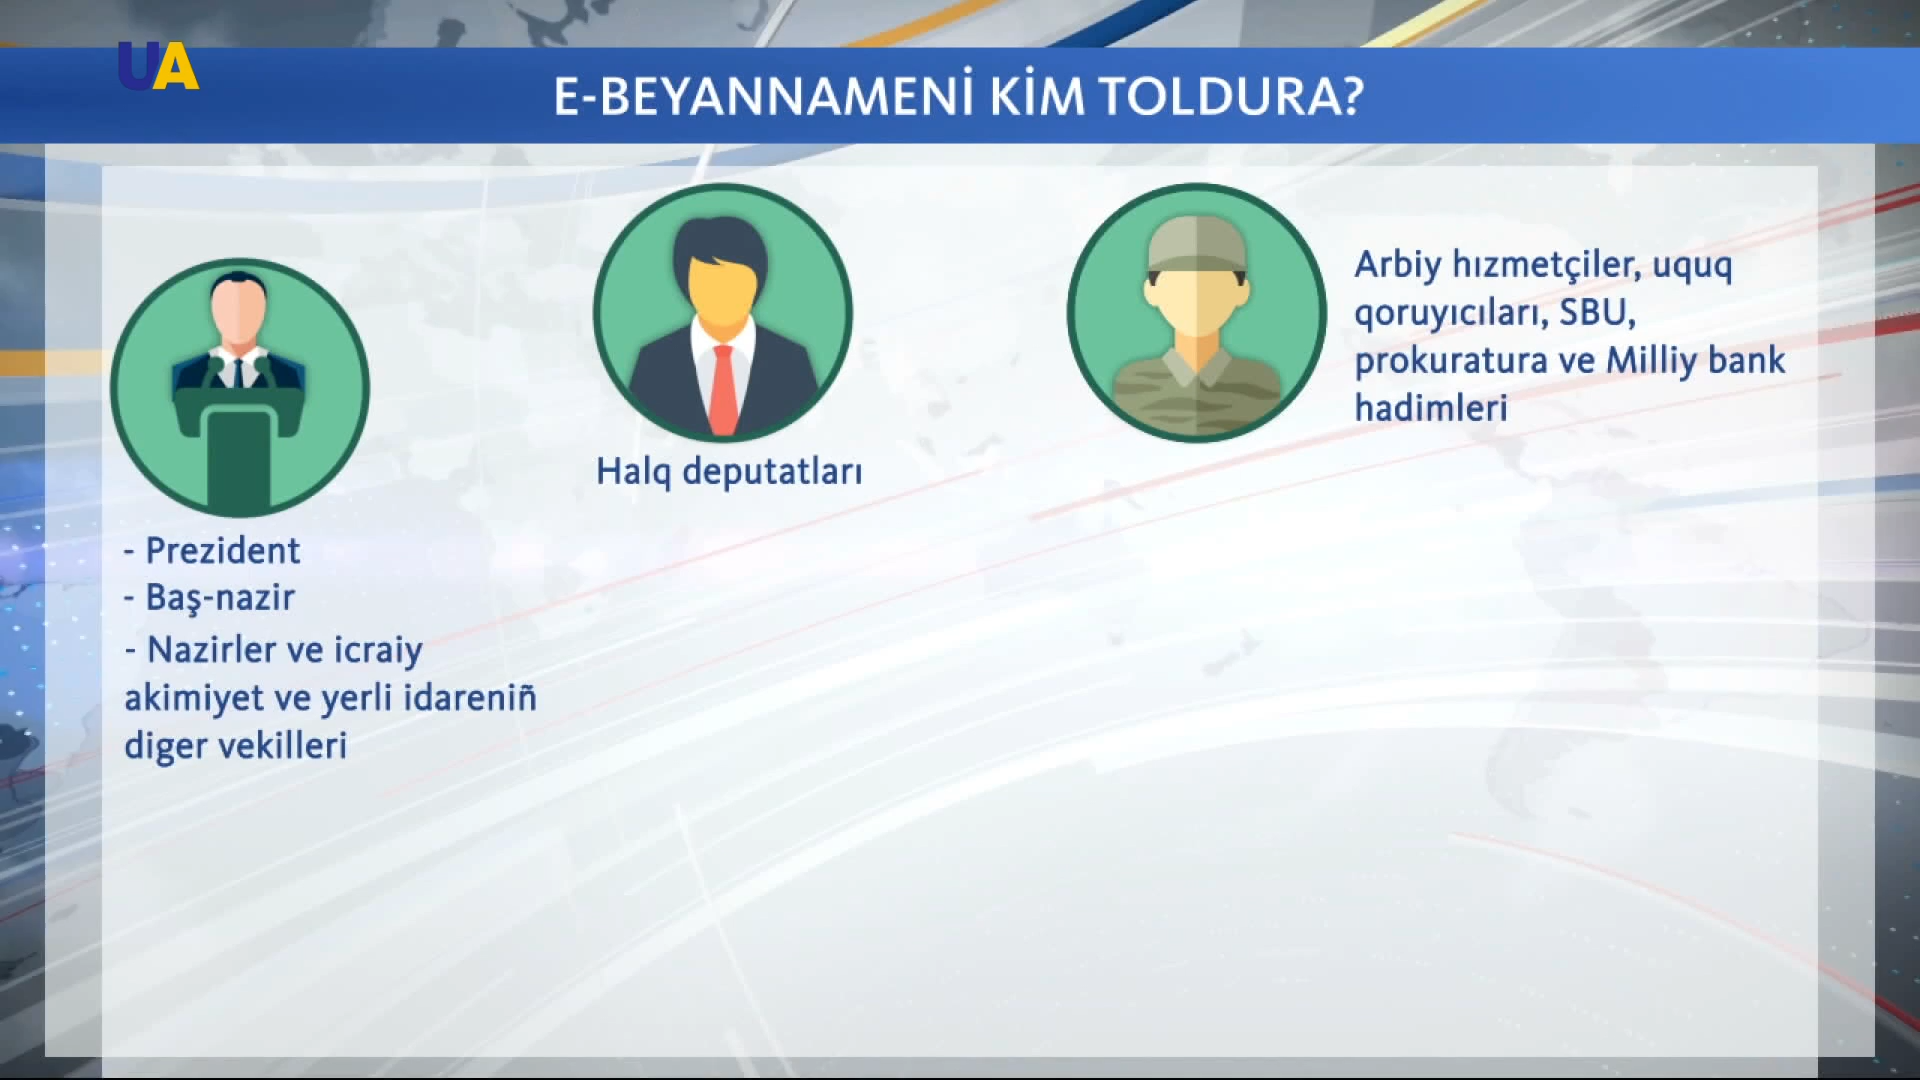 UA
E-BEYANNAMENİ KİM TOLDURA?
- Prezident
- Baş-nazir
- Nazirler ve icraiy
akimiyet ve yerli idareniñ
diger vekilleri
Halq deputatları
Arbiy hızmetçiler, uquq
qoruyıcıları, SBU,
prokuratura ve Milliy bank
hadimleri